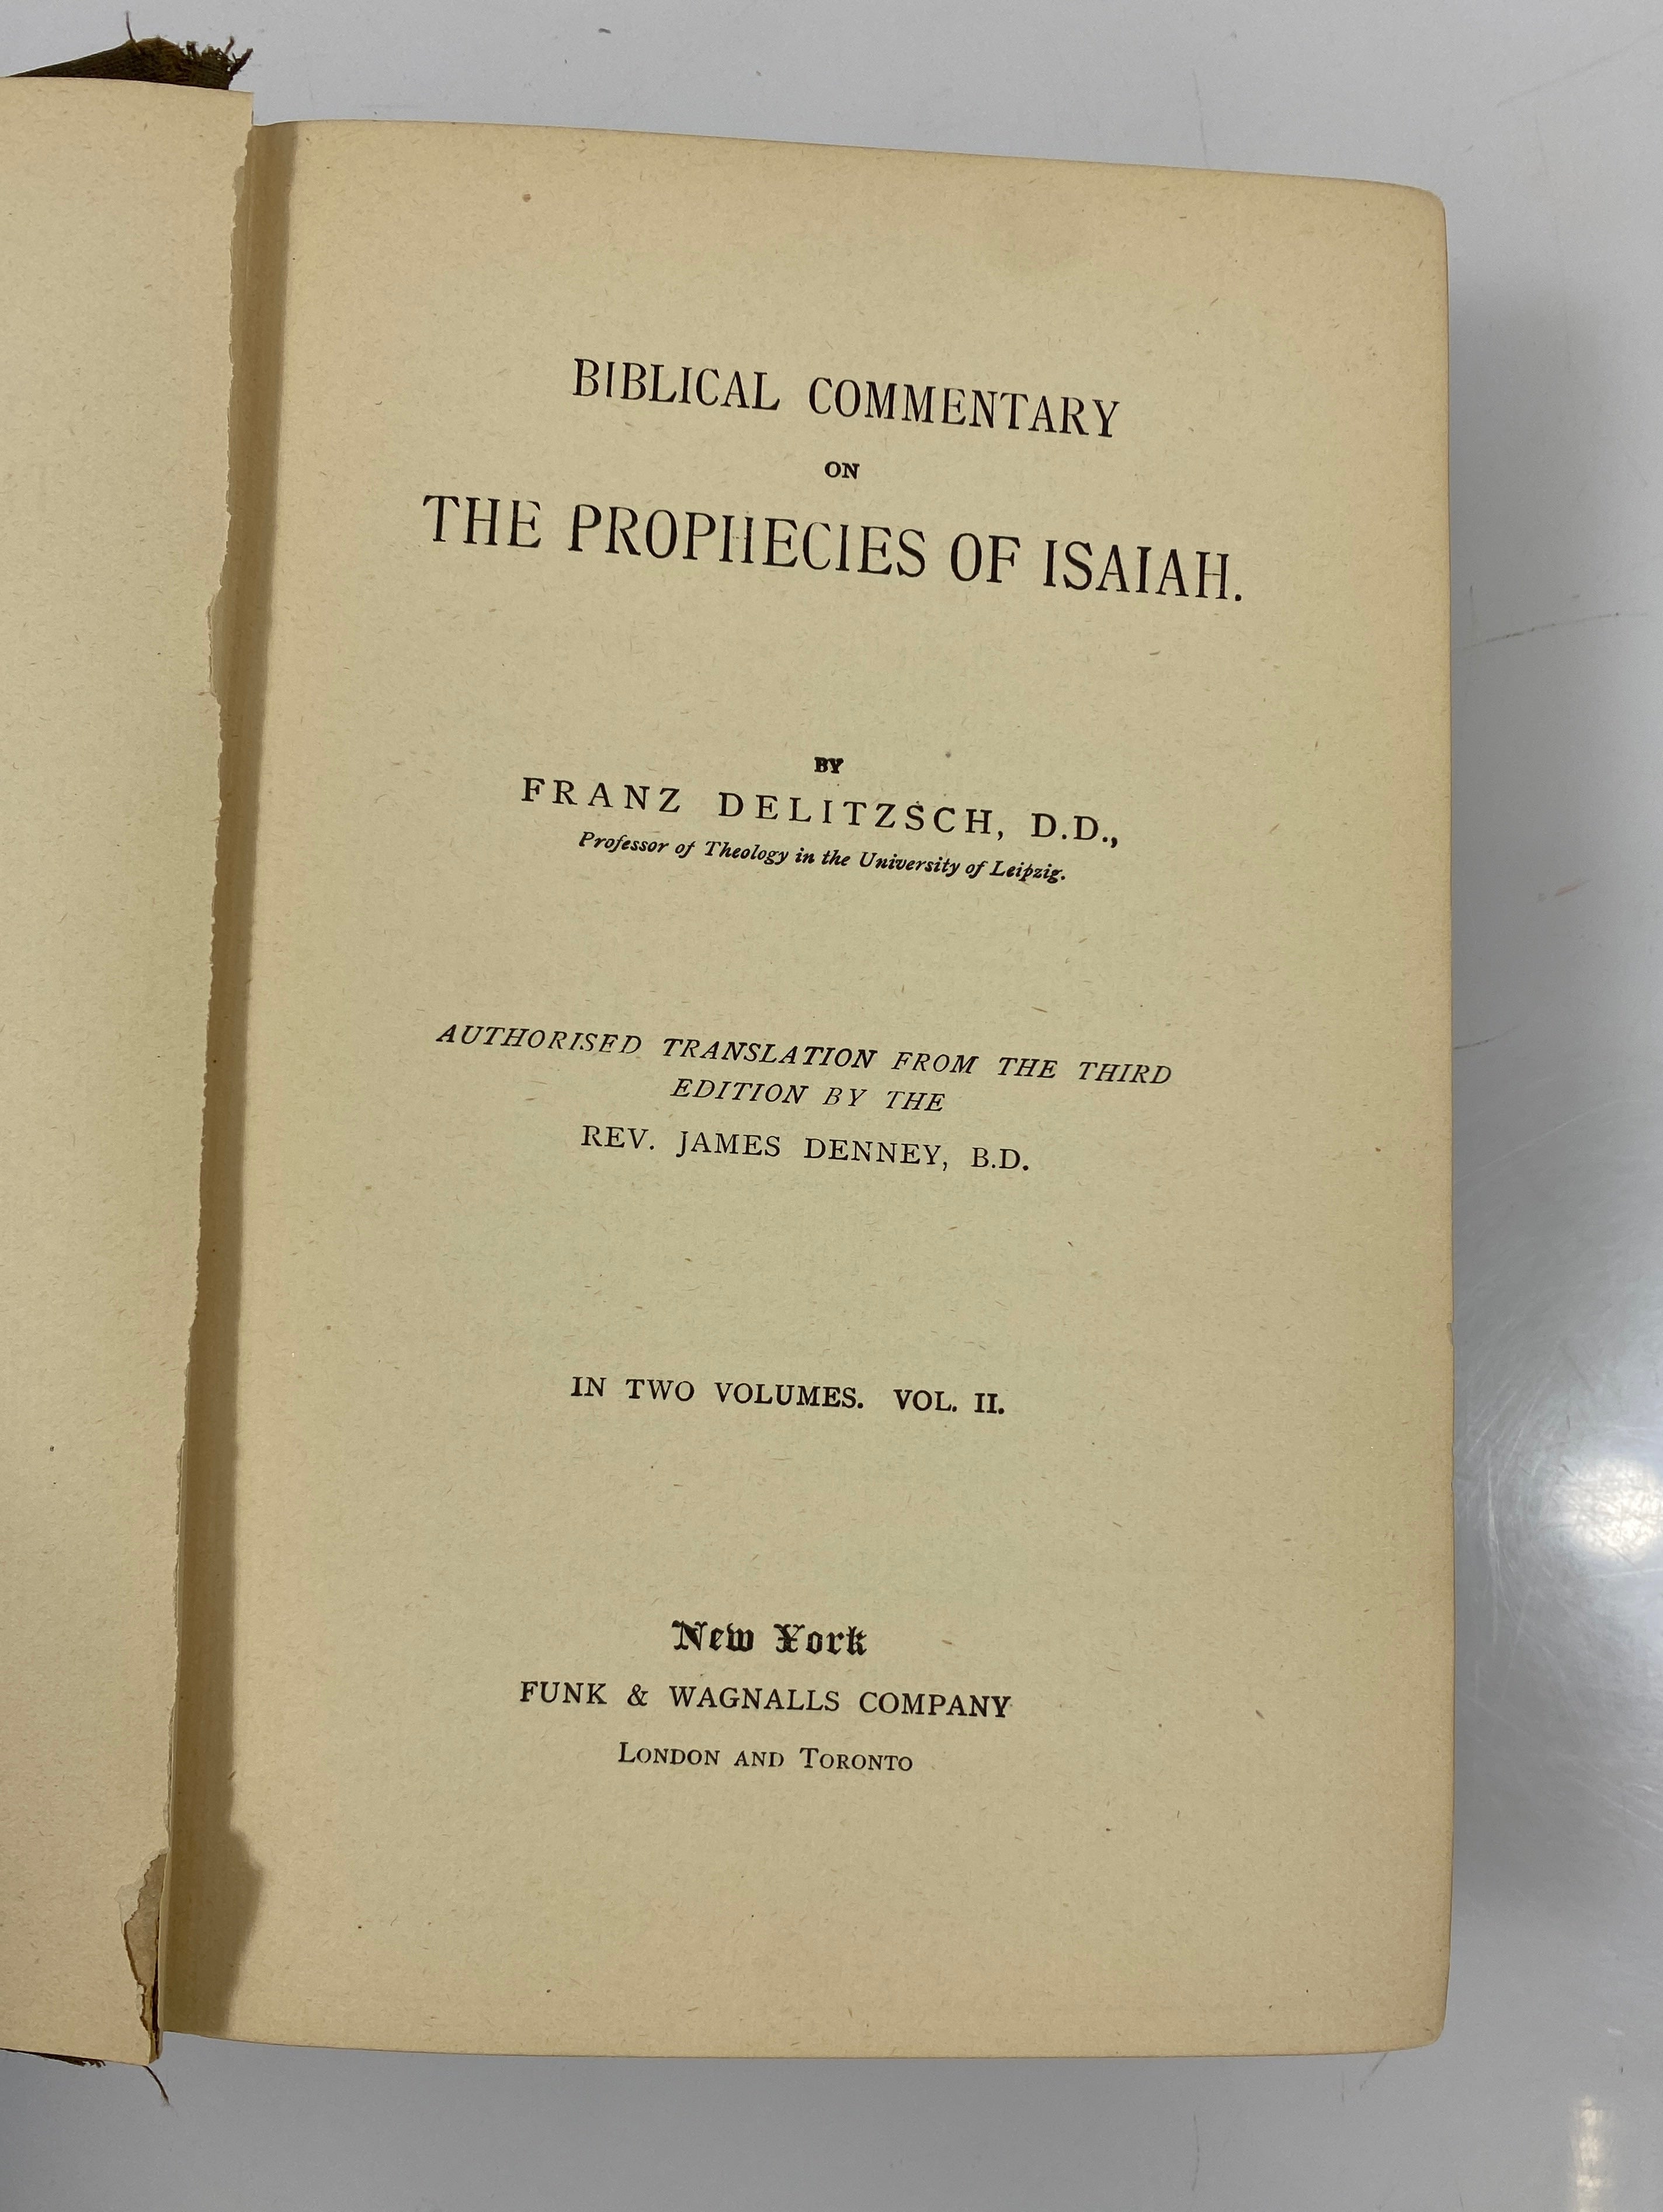 BIBLICAL COMMENTARY
ON
THE PROPHECIES OF ISAIAH.
BY
FRANZ DELITZSCH, D.D.,
Professor of Theology in the University of Leipzig.
AUTHORISED TRANSLATION FROM THE THIRD
EDITION BY THE
REV. JAMES DENNEY, B.D.
IN TWO VOLUMES. VOL. II.
New York
FUNK & WAGNALLS COMPANY
LONDON AND TORONTO